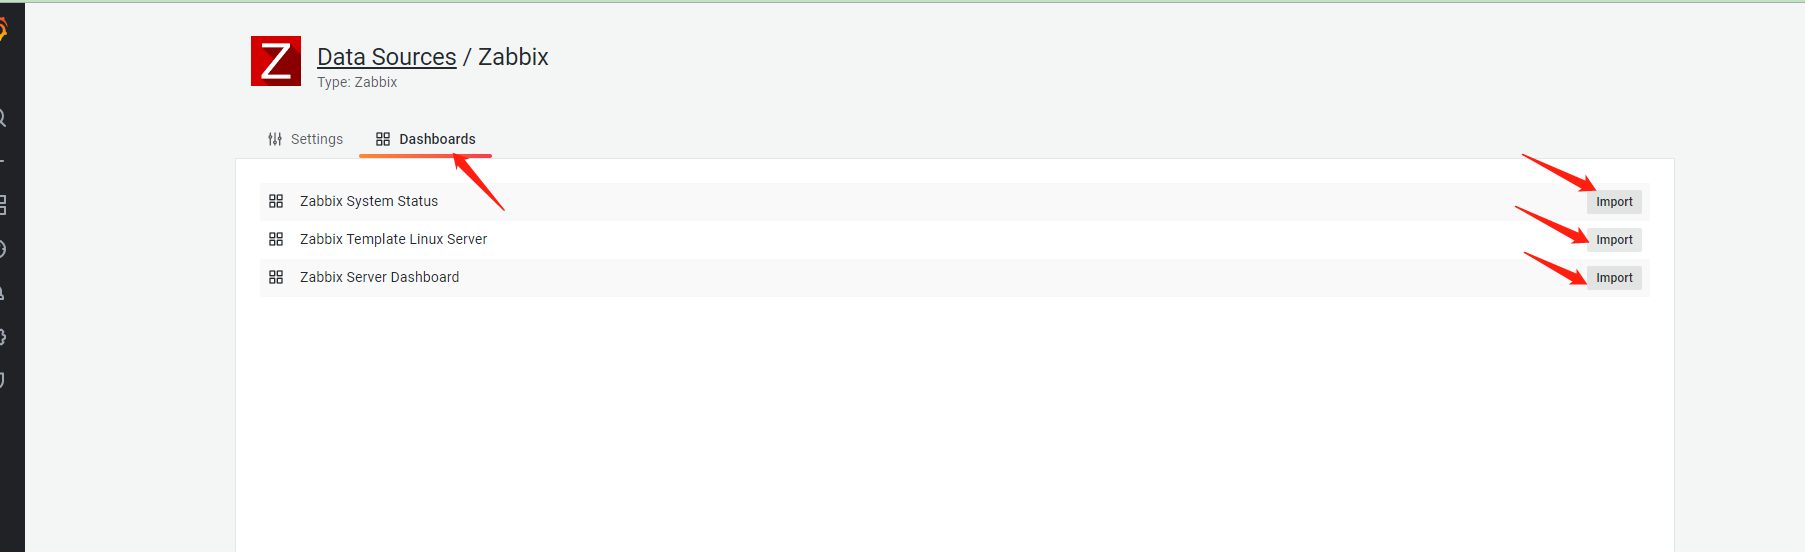 Z
Data Sources / Zabbix
Type: Zabbix
Settings
Dashboards
Zabbix System Status
Import
Zabbix Template Linux Server
Import
Zabbix Server Dashboard
Import